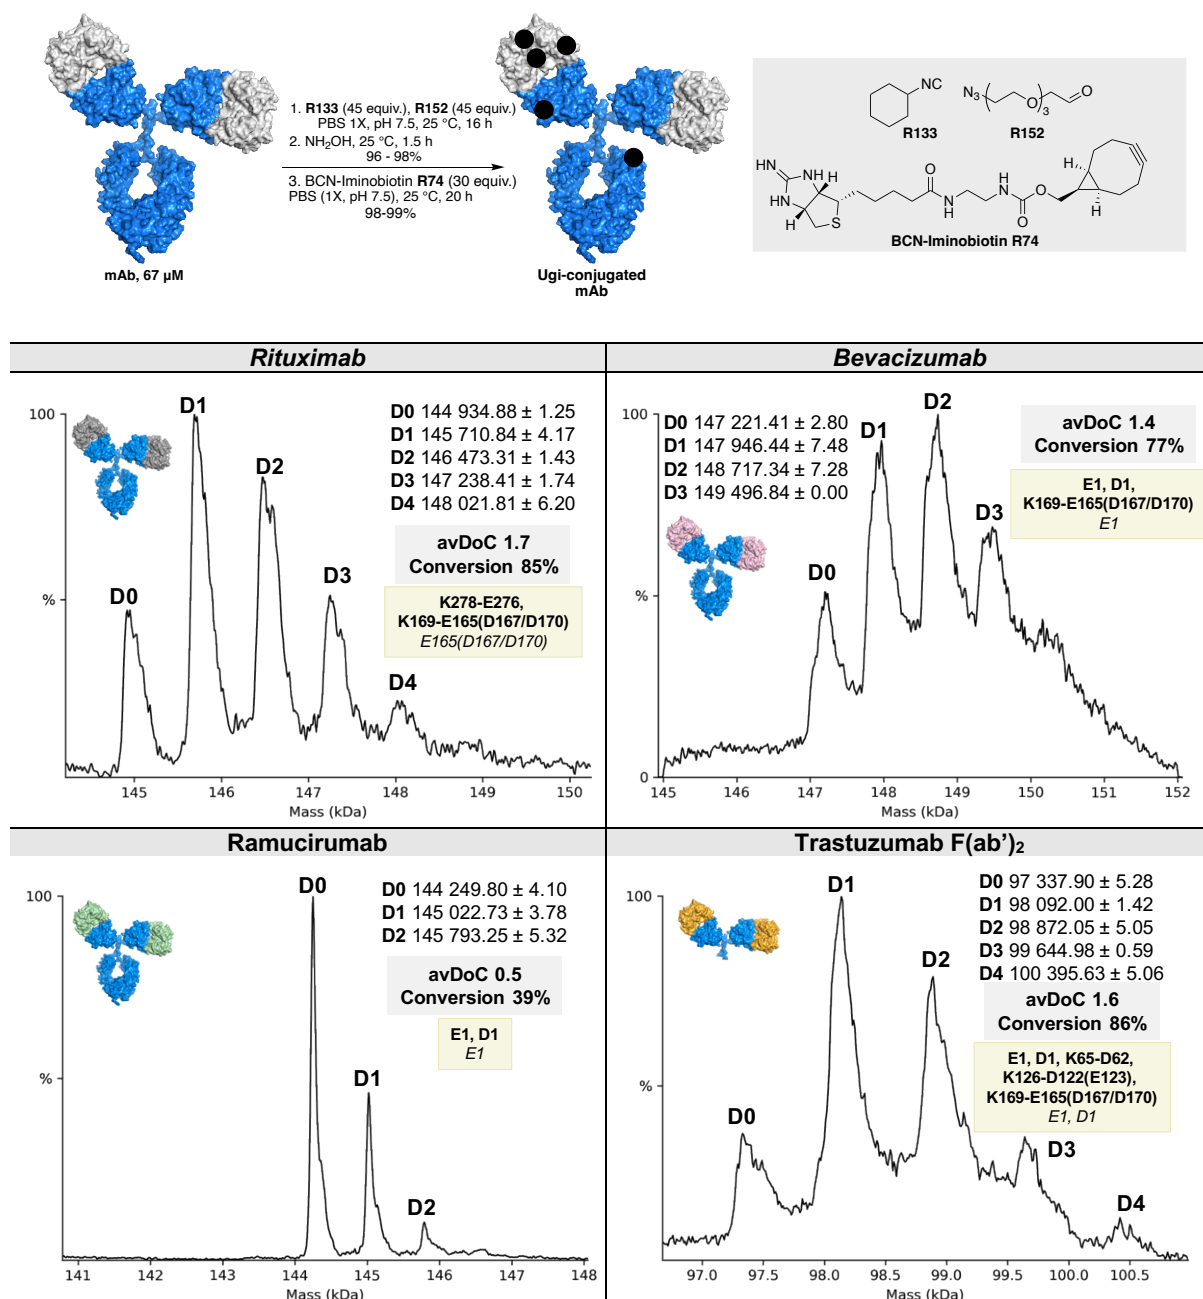 1. R133 (45 equiv.), R152 (45 equiv.)
PBS 1X, pH 7.5, 25 °C, 16 h
2. NH2OH, 25 °C, 1.5 h
96 - 98%
3. BCN-Iminobiotin R74 (30 equiv.)
PBS (1X, pH 7.5), 25 °C, 20 h
98-99%
mAb, 67 µM
Ugi-conjugated
mAb
NC
R133
N3
O
3
O
R152
HN
NH
H
HN
H
S
O
N
H
H
N
O
O
H
H
BCN-Iminobiotin R74
Rituximab
100
%
D0
D1
D2
D3
D4
D0 144 934.88 ± 1.25
D1 145 710.84 ± 4.17
D2 146 473.31 ± 1.43
D3 147 238.41 ± 1.74
D4 148 021.81 ± 6.20
avDoC 1.7
Conversion 85%
K278-E276,
K169-E165(D167/D170)
E165(D167/D170)
145 146 147 148 149 150
Mass (kDa)
Bevacizumab
100
%
0
D0 147 221.41 ± 2.80
D1 147 946.44 ± 7.48
D2 148 717.34 ± 7.28
D3 149 496.84 ± 0.00
D0
D1
D2
D3
avDoC 1.4
Conversion 77%
E1, D1,
K169-E165(D167/D170)
E1
145 146 147 148 149 150 151 152
Mass (kDa)
Ramucirumab
100
%
D0
D1
D2
D0 144 249.80 ± 4.10
D1 145 022.73 ± 3.78
D2 145 793.25 ± 5.32
avDoC 0.5
Conversion 39%
E1, D1
E1
141 142 143 144 145 146 147 148
Mass (kDa)
Trastuzumab F(ab')2
100
%
D0
D1
D2
D3
D4
D0 97 337.90 ± 5.28
D1 98 092.00 ± 1.42
D2 98 872.05 ± 5.05
D3 99 644.98 ± 0.59
D4 100 395.63 ± 5.06
avDoC 1.6
Conversion 86%
E1, D1, K65-D62,
K126-D122(E123),
K169-E165(D167/D170)
E1, D1
97.0 97.5 98.0 98.5 99.0 99.5 100.0 100.5
Mass (kDa)